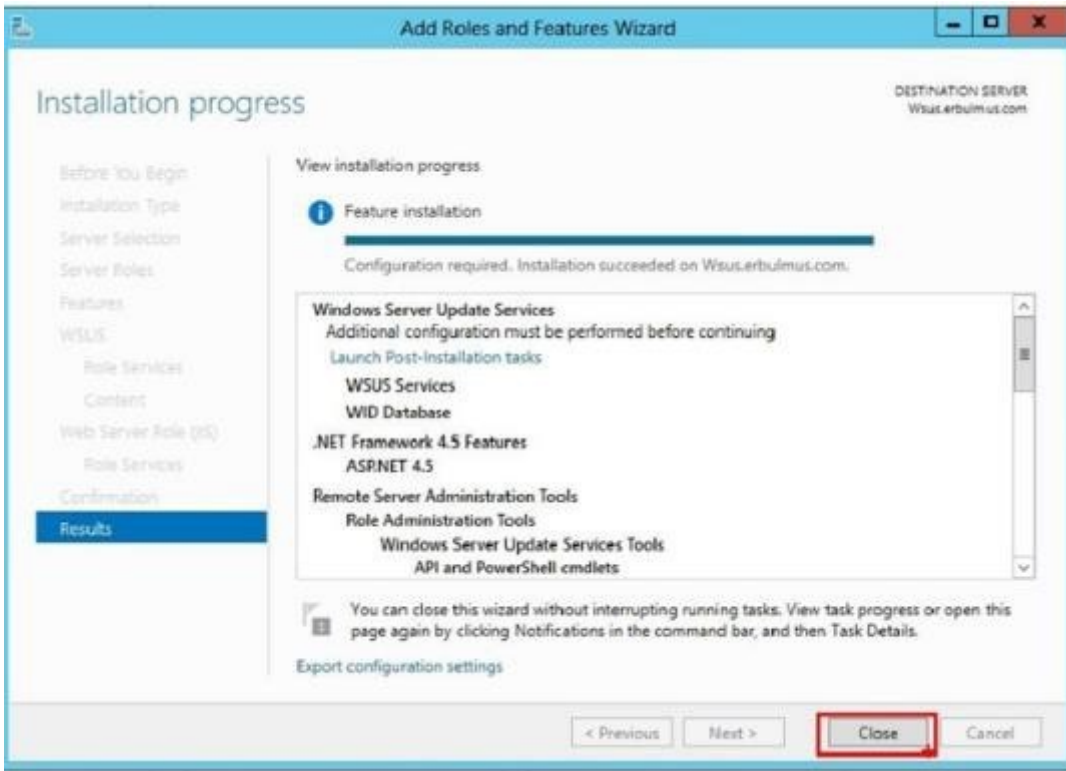 Add Roles and Features Wizard
Installation progress
DESTINATION SERVER
Wsus.erbulmus.com
Before You Begin
Installation Type
Server Selection
Server Roles
Features
WSUS
Role Services
Content
Web Server Role (IIS)
Role Services
Confirmation
Results
View installation progress
Feature installation
Configuration required. Installation succeeded on Wsus.erbulmus.com.
Windows Server Update Services
Additional configuration must be performed before continuing
Launch Post-Installation tasks
WSUS Services
WID Database
.NET Framework 4.5 Features
ASP.NET 4.5
Remote Server Administration Tools
Role Administration Tools
Windows Server Update Services Tools
API and PowerShell cmdlets
You can close this wizard without interrupting running tasks. View task progress or open this
page again by clicking Notifications in the command bar, and then Task Details.
Export configuration settings
< Previous
Next >
Close
Cancel